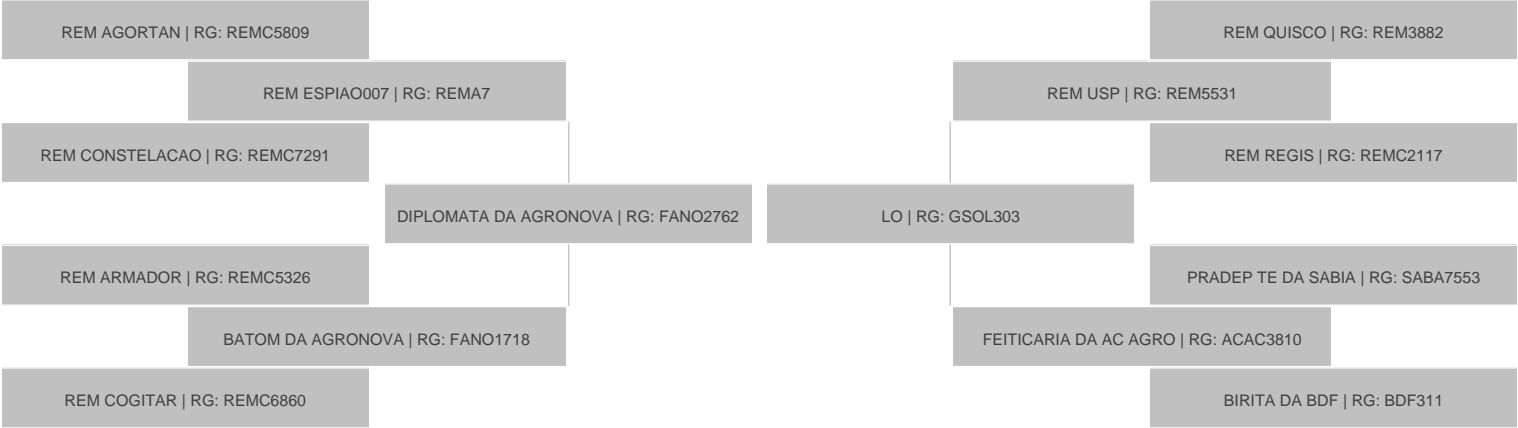 REM AGORTAN | RG: REMC5809
REM QUISCO | RG: REM3882
REM ESPIAO007 | RG: REMA7
REM USP | RG: REM5531
REM CONSTELACAO | RG: REMC7291
REM REGIS | RG: REMC2117
DIPLOMATA DA AGRONOVA | RG: FANO2762
LO | RG: GSOL303
REM ARMADOR | RG: REMC5326
PRADEP TE DA SABIA | RG: SABA7553
BATOM DA AGRONOVA | RG: FANO1718
FEITICARIA DA AC AGRO | RG: ACAC3810
REM COGITAR | RG: REMC6860
BIRITA DA BDF | RG: BDF311